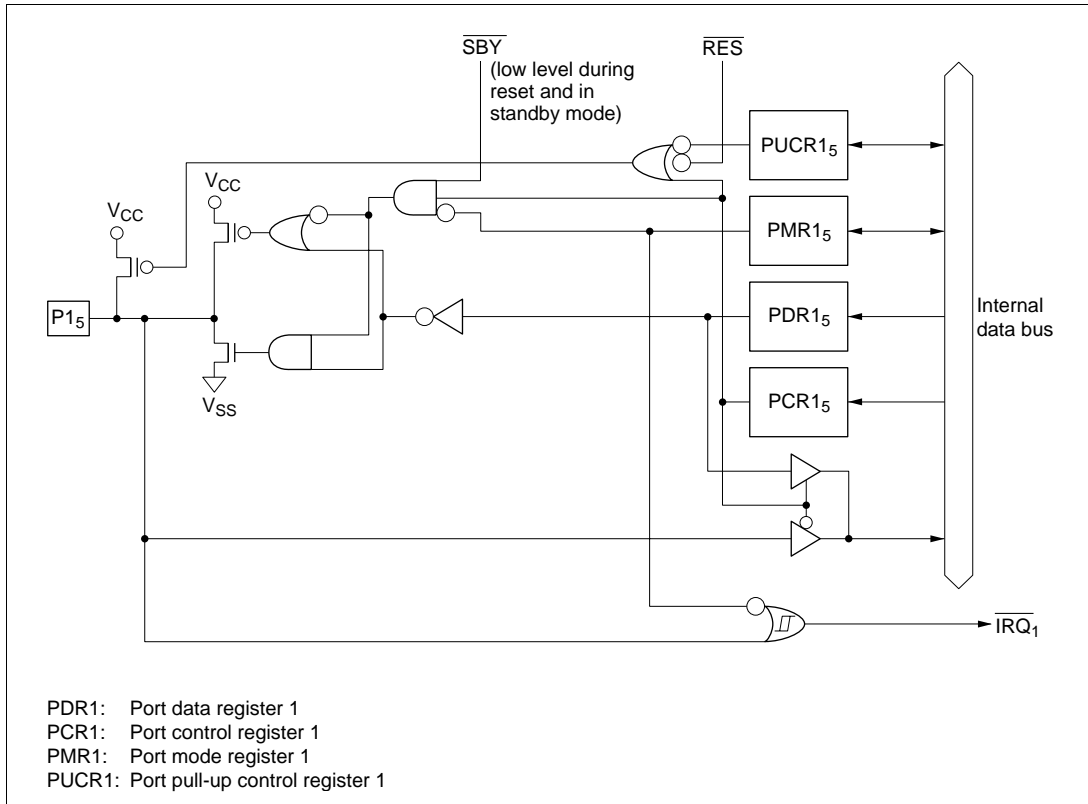 SBY
(low level during
reset and in
standby mode)
RES
PUCR1₅
VCC
VCC
PMR1₅
P1₅
PDR1₅
Internal
data bus
PCR1₅
VSS
IRQ₁
PDR1: Port data register 1
PCR1: Port control register 1
PMR1: Port mode register 1
PUCR1: Port pull-up control register 1